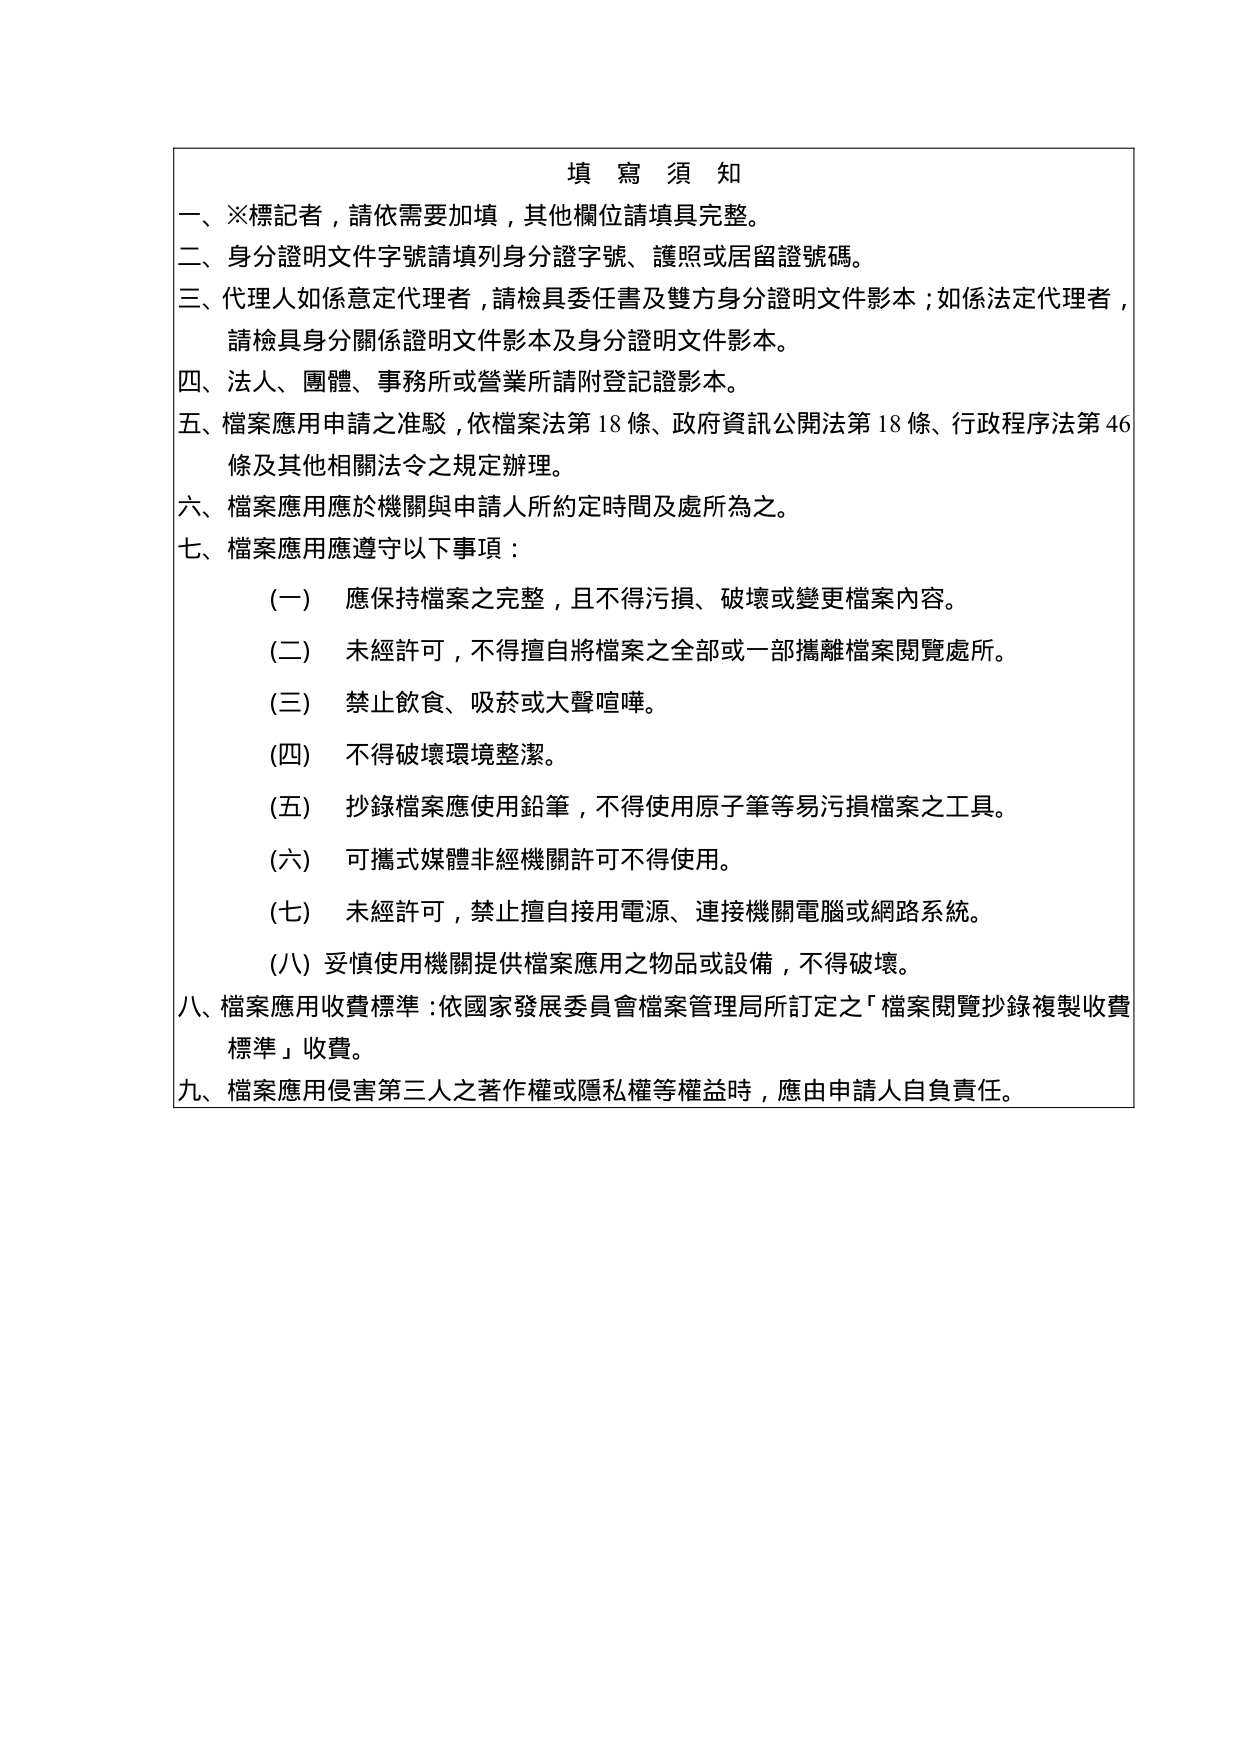 填 寫 須 知
一、※標記者，請依需要加填，其他欄位請填具完整。
二、身分證明文件字號請填列身分證字號、護照或居留證號碼。
三、代理人如係意定代理者，請檢具委任書及雙方身分證明文件影本；如係法定代理者，
請檢具身分關係證明文件影本及身分證明文件影本。
四、法人、團體、事務所或營業所請附登記證影本。
五、檔案應用申請之准駁，依檔案法第 18 條、政府資訊公開法第 18 條、行政程序法第 46
條及其他相關法令之規定辦理。
六、檔案應用應於機關與申請人所約定時間及處所為之。
七、檔案應用應遵守以下事項：
(一) 應保持檔案之完整，且不得污損、破壞或變更檔案內容。
(二) 未經許可，不得擅自將檔案之全部或一部攜離檔案閱覽處所。
(三) 禁止飲食、吸菸或大聲喧嘩。
(四) 不得破壞環境整潔。
(五) 抄錄檔案應使用鉛筆，不得使用原子筆等易污損檔案之工具。
(六) 可攜式媒體非經機關許可不得使用。
(七) 未經許可，禁止擅自接用電源、連接機關電腦或網路系統。
(八) 妥慎使用機關提供檔案應用之物品或設備，不得破壞。
八、檔案應用收費標準：依國家發展委員會檔案管理局所訂定之「檔案閱覽抄錄複製收費
標準」收費。
九、檔案應用侵害第三人之著作權或隱私權等權益時，應由申請人自負責任。